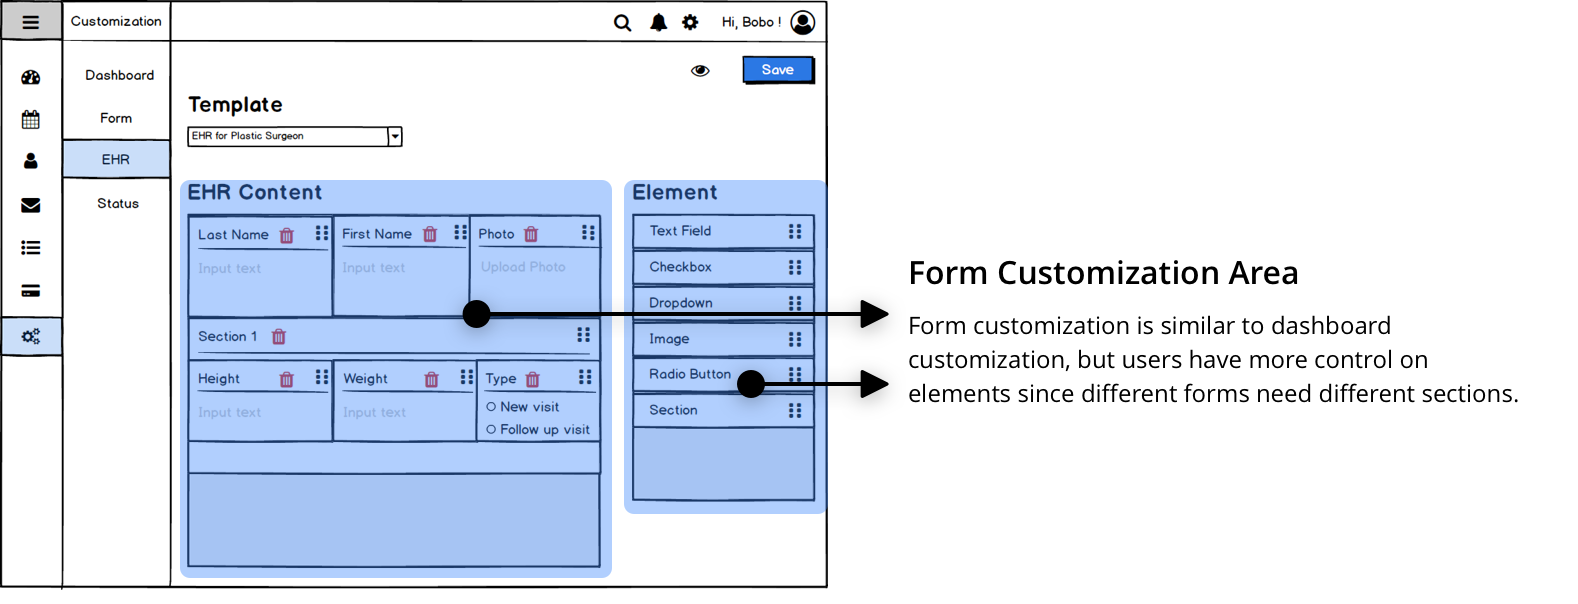 Customization
Hi, Bobo !
Dashboard
Form
EHR
Status
Save
Template
EHR for Plastic Surgeon
EHR Content
Last Name
First Name
Photo
Input text
Input text
Upload Photo
Section 1
Height
Weight
Type
Input text
Input text
New visit
Follow up visit
Element
Text Field
Checkbox
Dropdown
Image
Radio Button
Section
Form Customization Area
Form customization is similar to dashboard
customization, but users have more control on
elements since different forms need different sections.